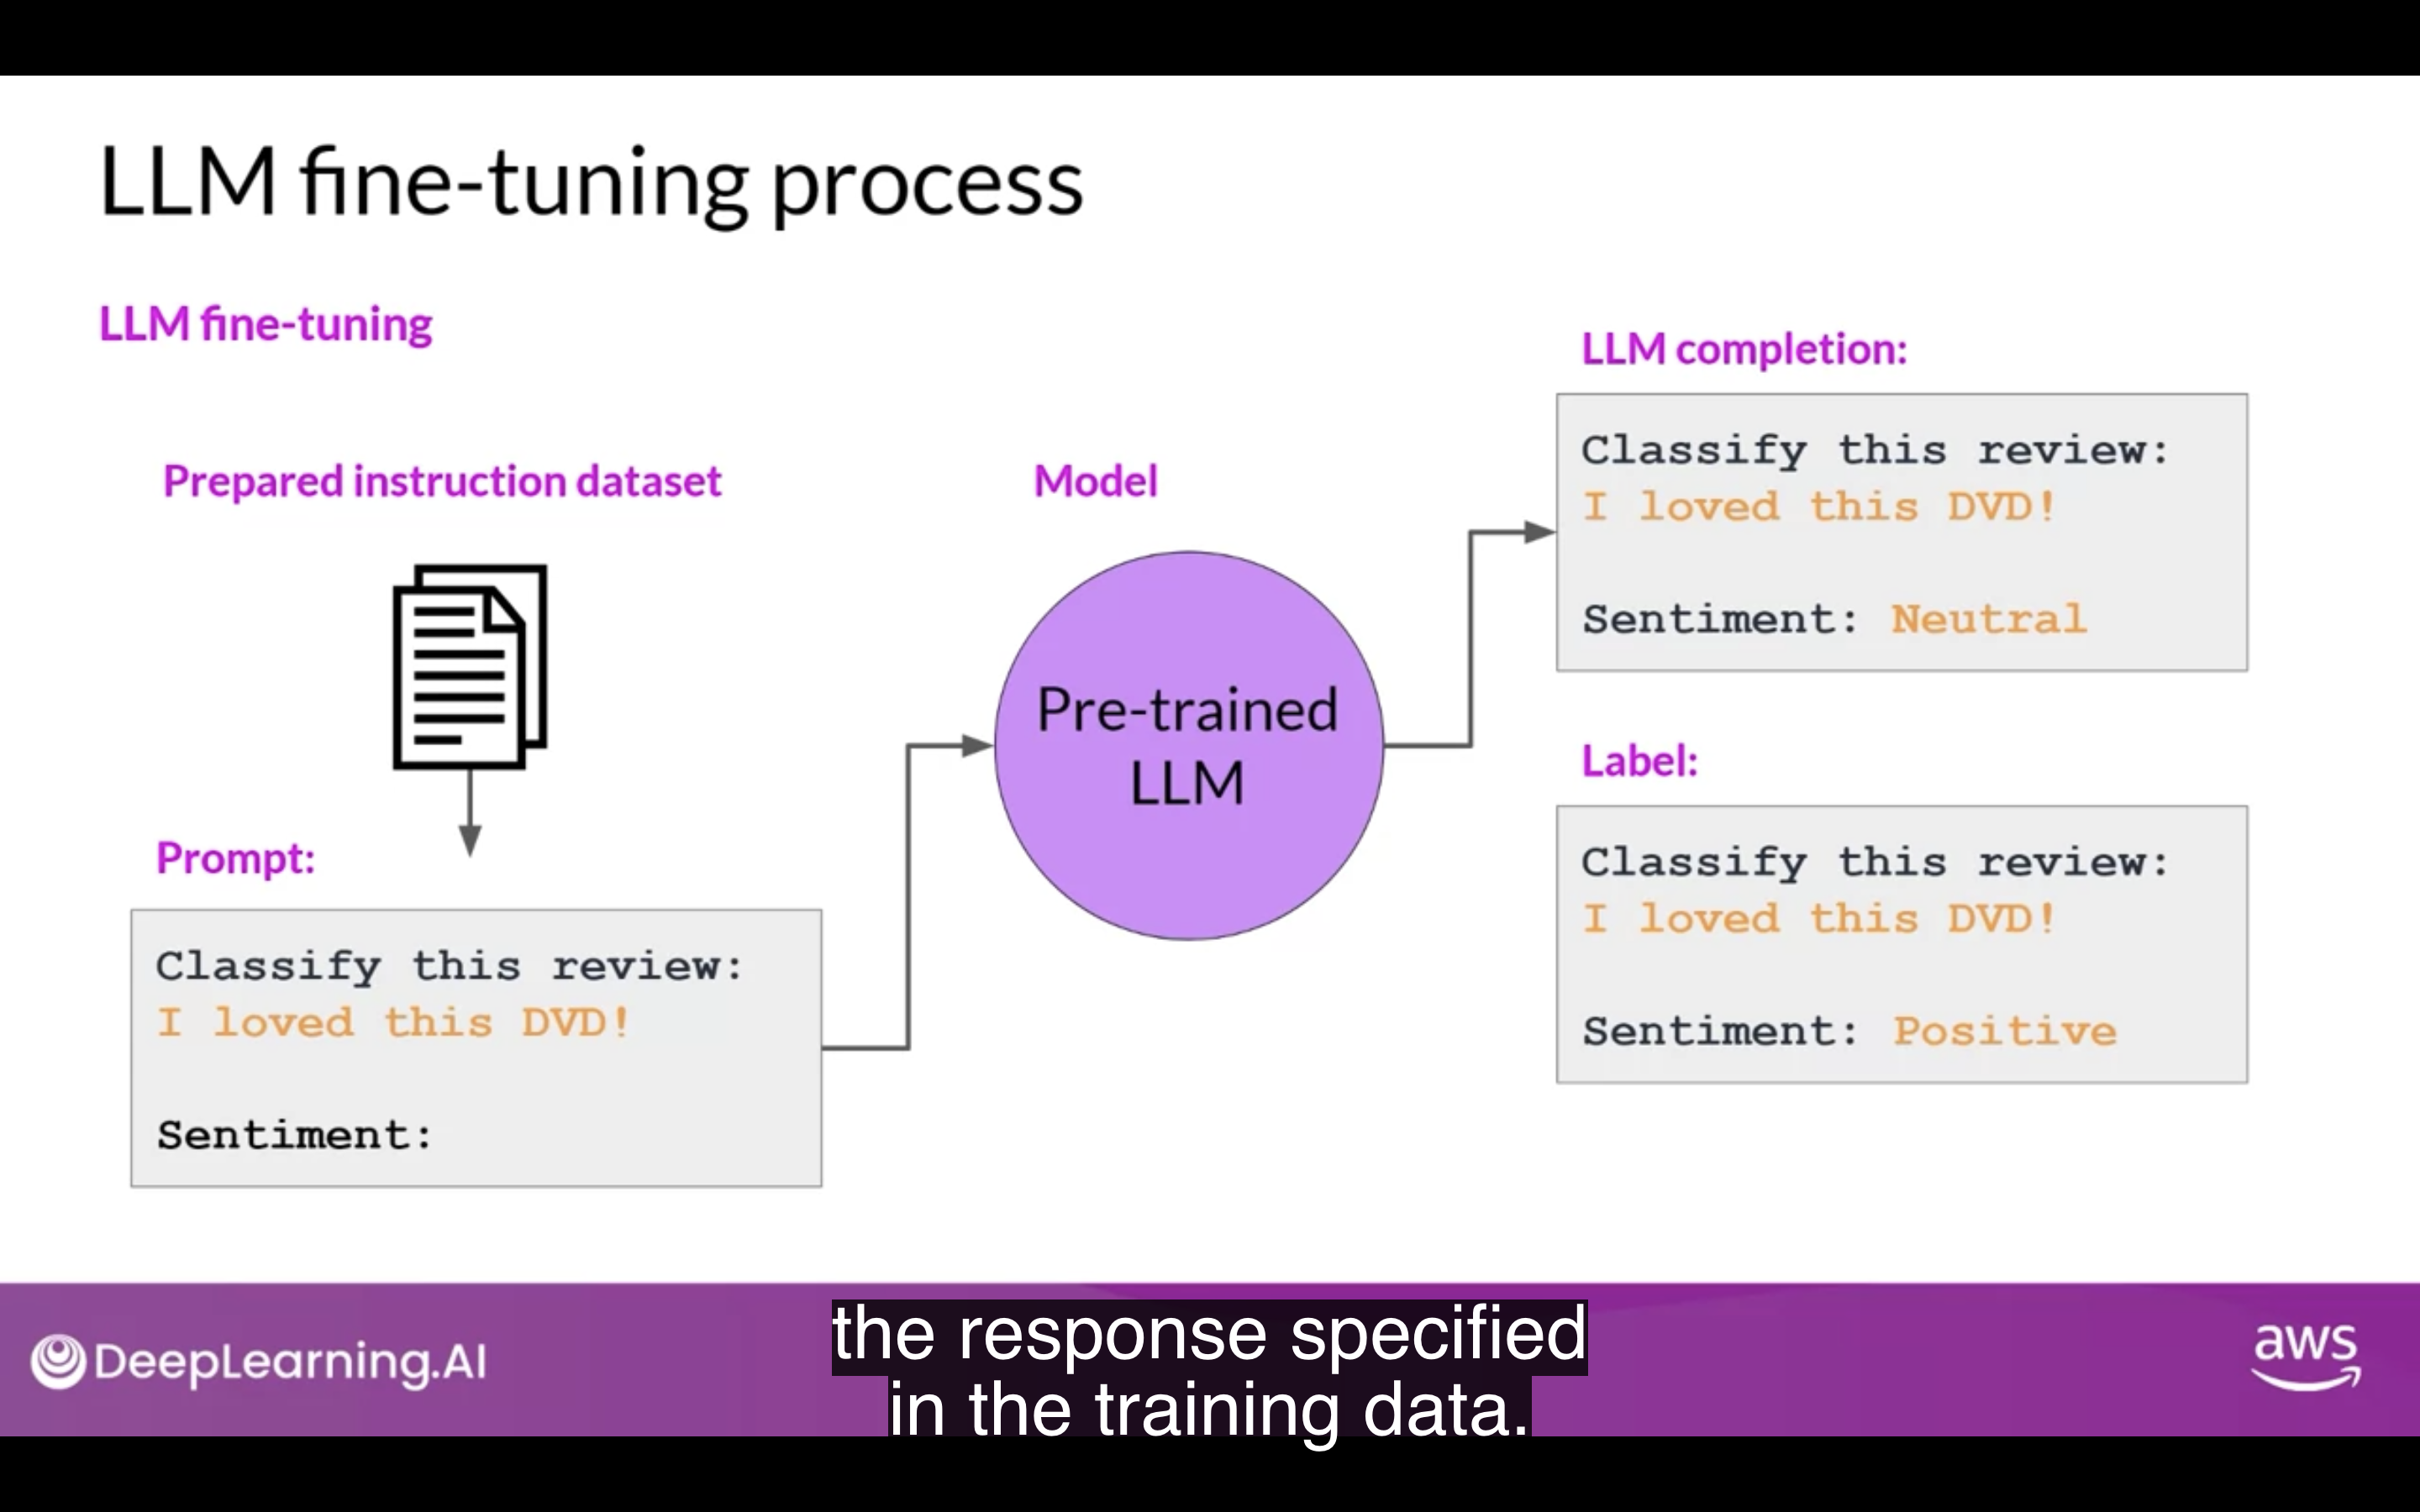 LLM fine-tuning process
LLM fine-tuning
Prepared instruction dataset
Prompt:
Classify this review:
I loved this DVD!
Sentiment:
Model
Pre-trained
LLM
LLM completion:
Classify this review:
I loved this DVD!
Sentiment: Neutral
Label:
Classify this review:
I loved this DVD!
Sentiment: Positive
DeepLearning.AI
the response specified
in the training data.
aws